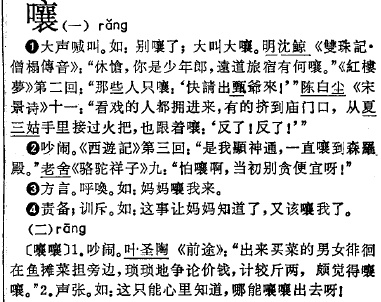 嚷(一) rǎng
❶大声喊叫。如：别嚷了；大叫大嚷。明沈鲸《雙珠記·
借榻傳音》：“休愴，你是少年郎，遠道旅宿有何嚷。”《紅樓
夢》第二回：“那些人只嚷：‘快請出甄爺來！’”陈白尘《宋
景诗》十一：“看戏的人都拥进来，有的挤到庙门口，从夏
三姑手里接过火把，也跟着嚷：‘反了！反了！’”
❷吵闹。《西遊記》第三回：“是我顯神通，一直嚷到森羅
殿。”老舍《骆驼祥子》九：“怕嚷啊，当初别贪便宜呀！”
❸方言。呼唤。如：妈妈嚷我来。
❹责备；训斥。如：这事让妈妈知道了，又该嚷我了。
(二) rāng
〔嚷嚷〕1.吵闹。叶圣陶《前途》：“出来买菜的男女徘徊
在鱼摊菜担旁边，琐琐地争论价钱，计较斤两，颇觉得嚷
嚷。”2.声张。如：这只能心里知道，哪能嚷嚷出去呀！